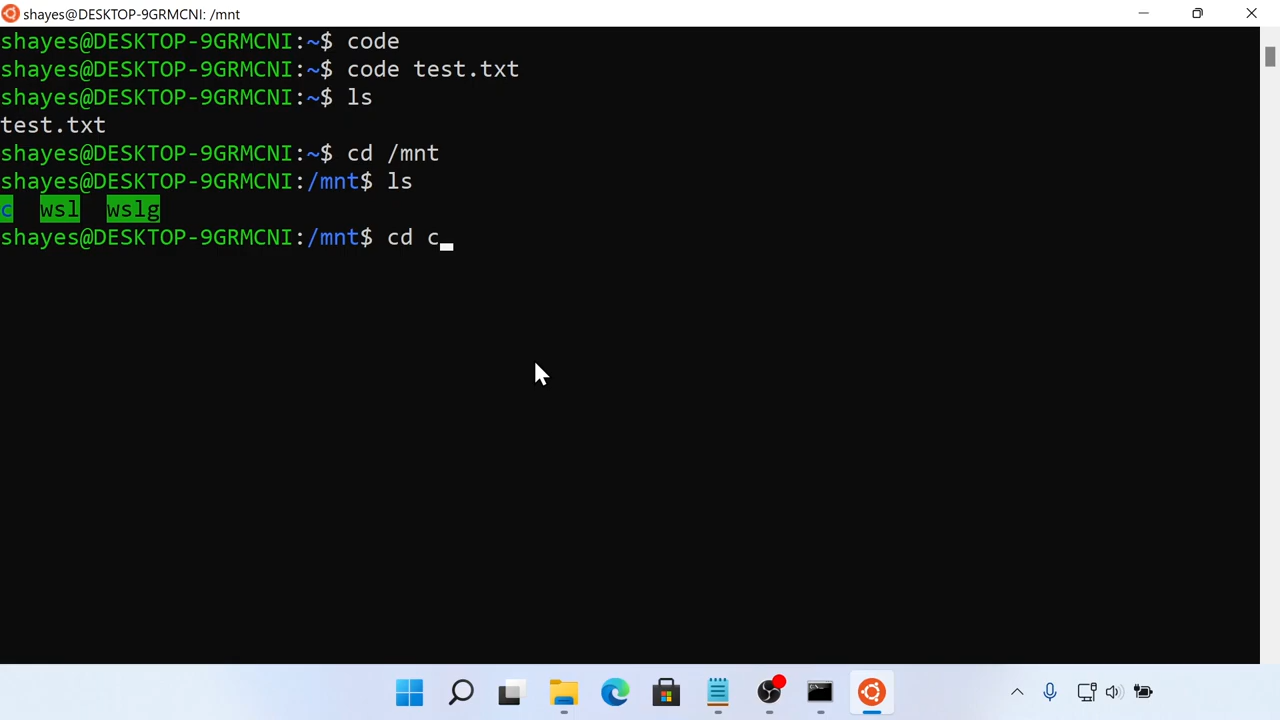 shayes@DESKTOP-9GRMCNI: /mnt
shayes@DESKTOP-9GRMCNI:~$ code
shayes@DESKTOP-9GRMCNI:~$ code test.txt
shayes@DESKTOP-9GRMCNI:~$ ls
test.txt
shayes@DESKTOP-9GRMCNI:~$ cd /mnt
shayes@DESKTOP-9GRMCNI:/mnt$ ls
c wsl wslg
shayes@DESKTOP-9GRMCNI:/mnt$ cd c